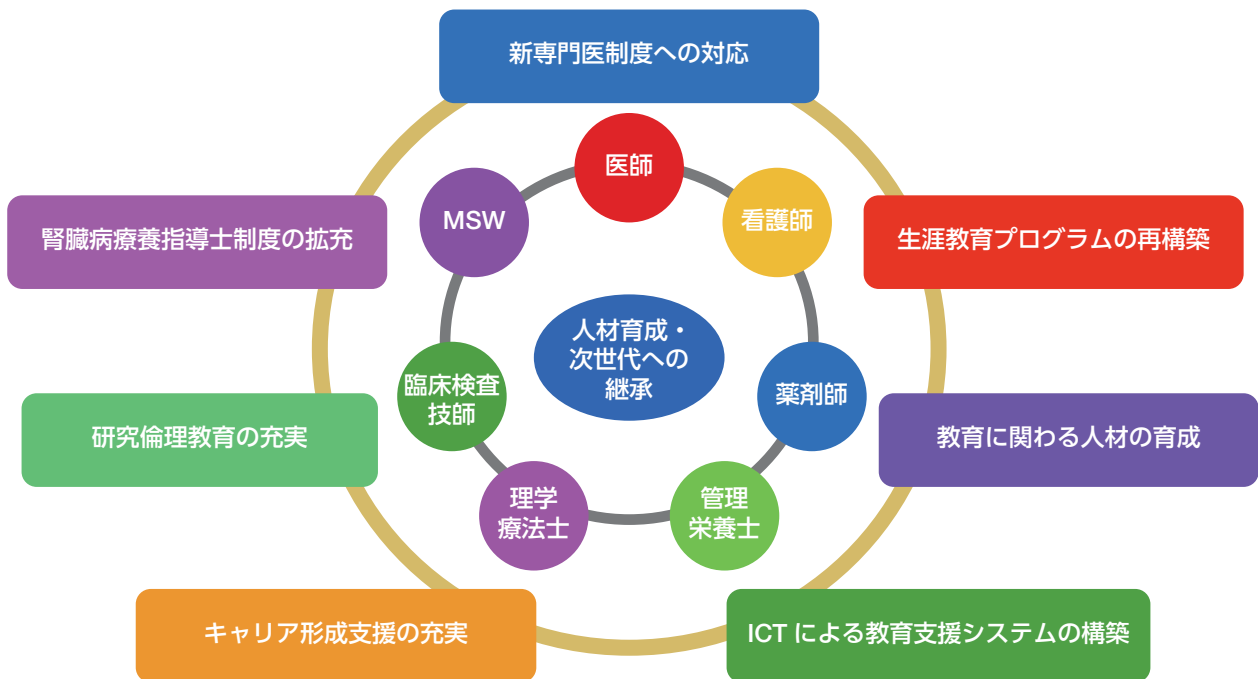 新専門医制度への対応
医師
MSW
看護師
腎臓病療養指導士制度の拡充
生涯教育プログラムの再構築
人材育成・
次世代への
継承
臨床検査
技師
薬剤師
研究倫理教育の充実
教育に関わる人材の育成
理学
療法士
管理
栄養士
キャリア形成支援の充実
ICT による教育支援システムの構築